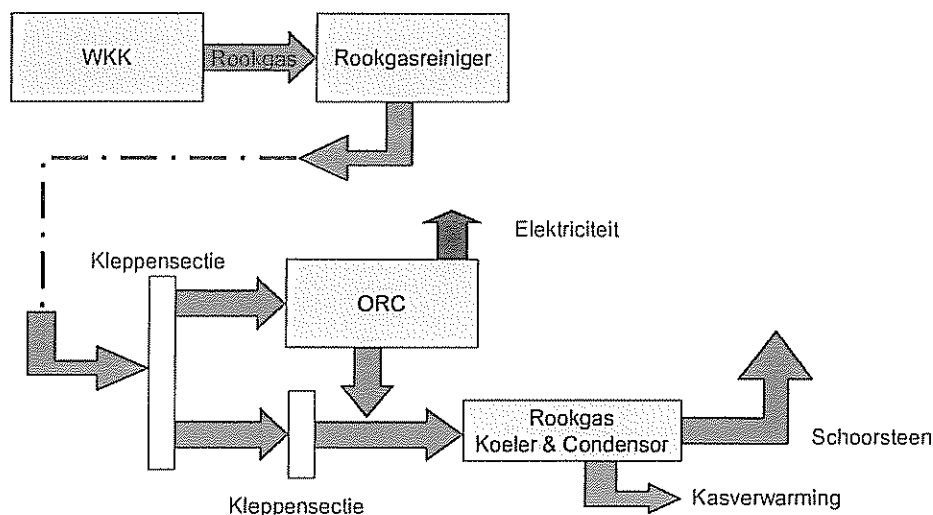 WKK
Rookgas
Rookgasreiniger
Elektriciteit
Kleppensectie
ORC
Rookgas
Koeler & Condensor
Schoorsteen
Kasverwarming
Kleppensectie